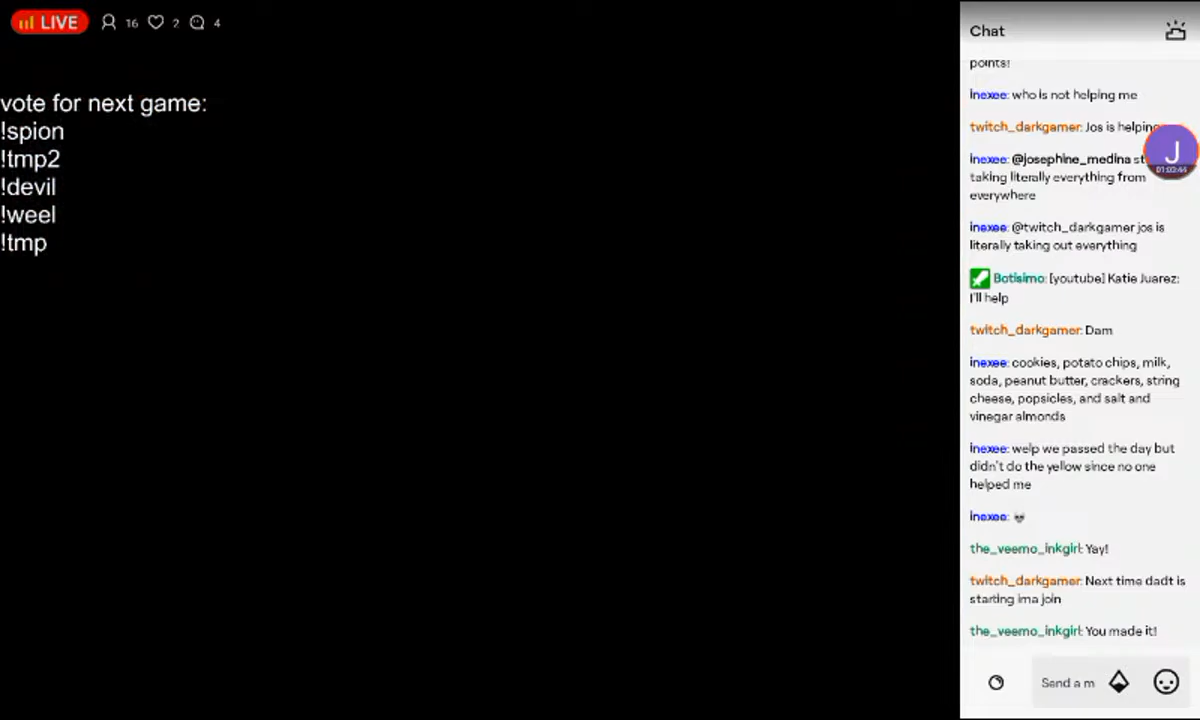 LIVE 16 2 4
vote for next game:
!spion
!tmp2
!devil
!weel
!tmp
Chat
points!
inexee: who is not helping me
twitch_darkgamer: Jos is helping
inexee: @josephine_medina st
taking literally everything from
everywhere
inexee: @twitch_darkgamer jos is
literally taking out everything
Botisimo: [youtube] Katie Juarez:
I'll help
twitch_darkgamer: Dam
inexee: cookies, potato chips, milk,
soda, peanut butter, crackers, string
cheese, popsicles, and salt and
vinegar almonds
inexee: welp we passed the day but
didn't do the yellow since no one
helped me
inexee: 💀
the_veemo_inkgirl: Yay!
twitch_darkgamer: Next time dadt is
starting ima join
the_veemo_inkgirl: You made it!
Send a m
J